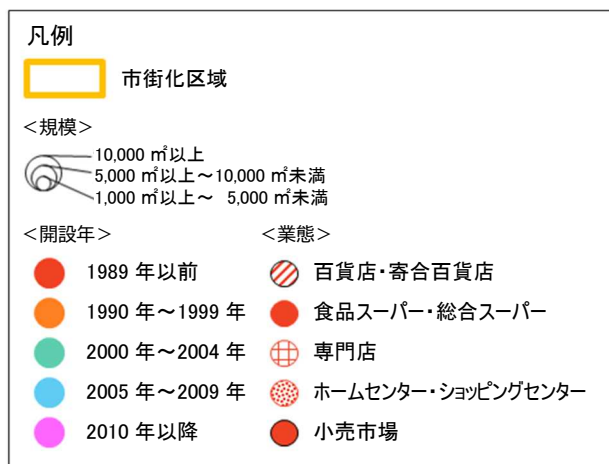 凡例
市街化区域
＜規模＞
10,000 ㎡以上
5,000 ㎡以上～10,000 ㎡未満
1,000 ㎡以上～ 5,000 ㎡未満
＜開設年＞ ＜業態＞
1989 年以前 百貨店・寄合百貨店
1990 年～1999 年 食品スーパー・総合スーパー
2000 年～2004 年 専門店
2005 年～2009 年 ホームセンター・ショッピングセンター
2010 年以降 小売市場